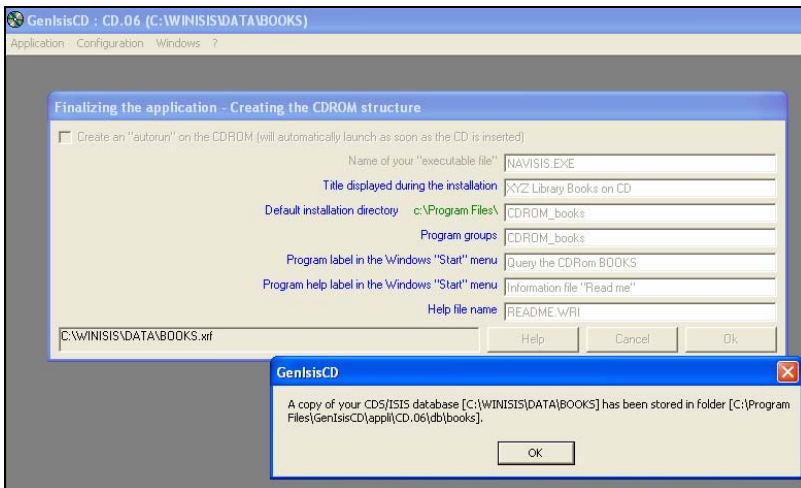 GenIsisCD : CD.06 (C:\WINISIS\DATA\BOOKS)
Application Configuration Windows ?
Finalizing the application - Creating the CDROM structure
Create an "autorun" on the CDROM (will automatically launch as soon as the CD is inserted)
Name of your "executable file" NAVISIS.EXE
Title displayed during the installation XYZ Library Books on CD
Default installation directory c:\Program Files\ CDROM_books
Program groups CDROM_books
Program label in the Windows "Start" menu Query the CDRom BOOKS
Program help label in the Windows "Start" menu Information file "Read me"
Help file name README.WRI
C:\WINISIS\DATA\BOOKS.xrf Help Cancel Ok
GenIsisCD
A copy of your CDS/ISIS database [C:\WINISIS\DATA\BOOKS] has been stored in folder [C:\Program
Files\GenIsisCD\appli\CD.06\db\books].
OK